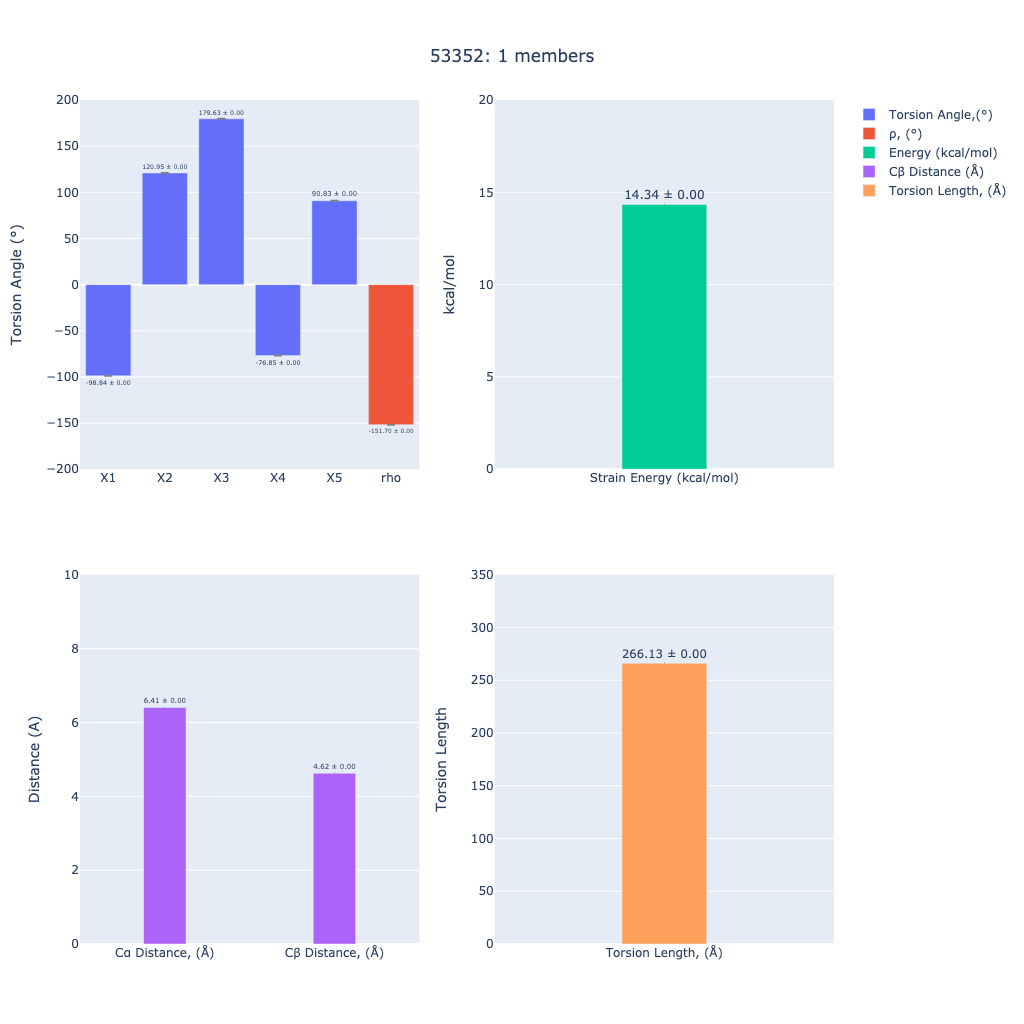 53352: 1 members
Torsion Angle (°)
200
150
100
50
0
−50
−100
−150
−200
-98.84 ± 0.00
120.95 ± 0.00
179.63 ± 0.00
-76.85 ± 0.00
90.83 ± 0.00
-151.70 ± 0.00
X1 X2 X3 X4 X5 rho
kcal/mol
20
15
10
5
0
14.34 ± 0.00
Strain Energy (kcal/mol)
Torsion Angle,(°)
ρ, (°)
Energy (kcal/mol)
Cβ Distance (Å)
Torsion Length, (Å)
Distance (A)
10
8
6
4
2
0
6.41 ± 0.00
4.62 ± 0.00
Cα Distance, (Å) Cβ Distance, (Å)
Torsion Length
350
300
250
200
150
100
50
0
266.13 ± 0.00
Torsion Length, (Å)